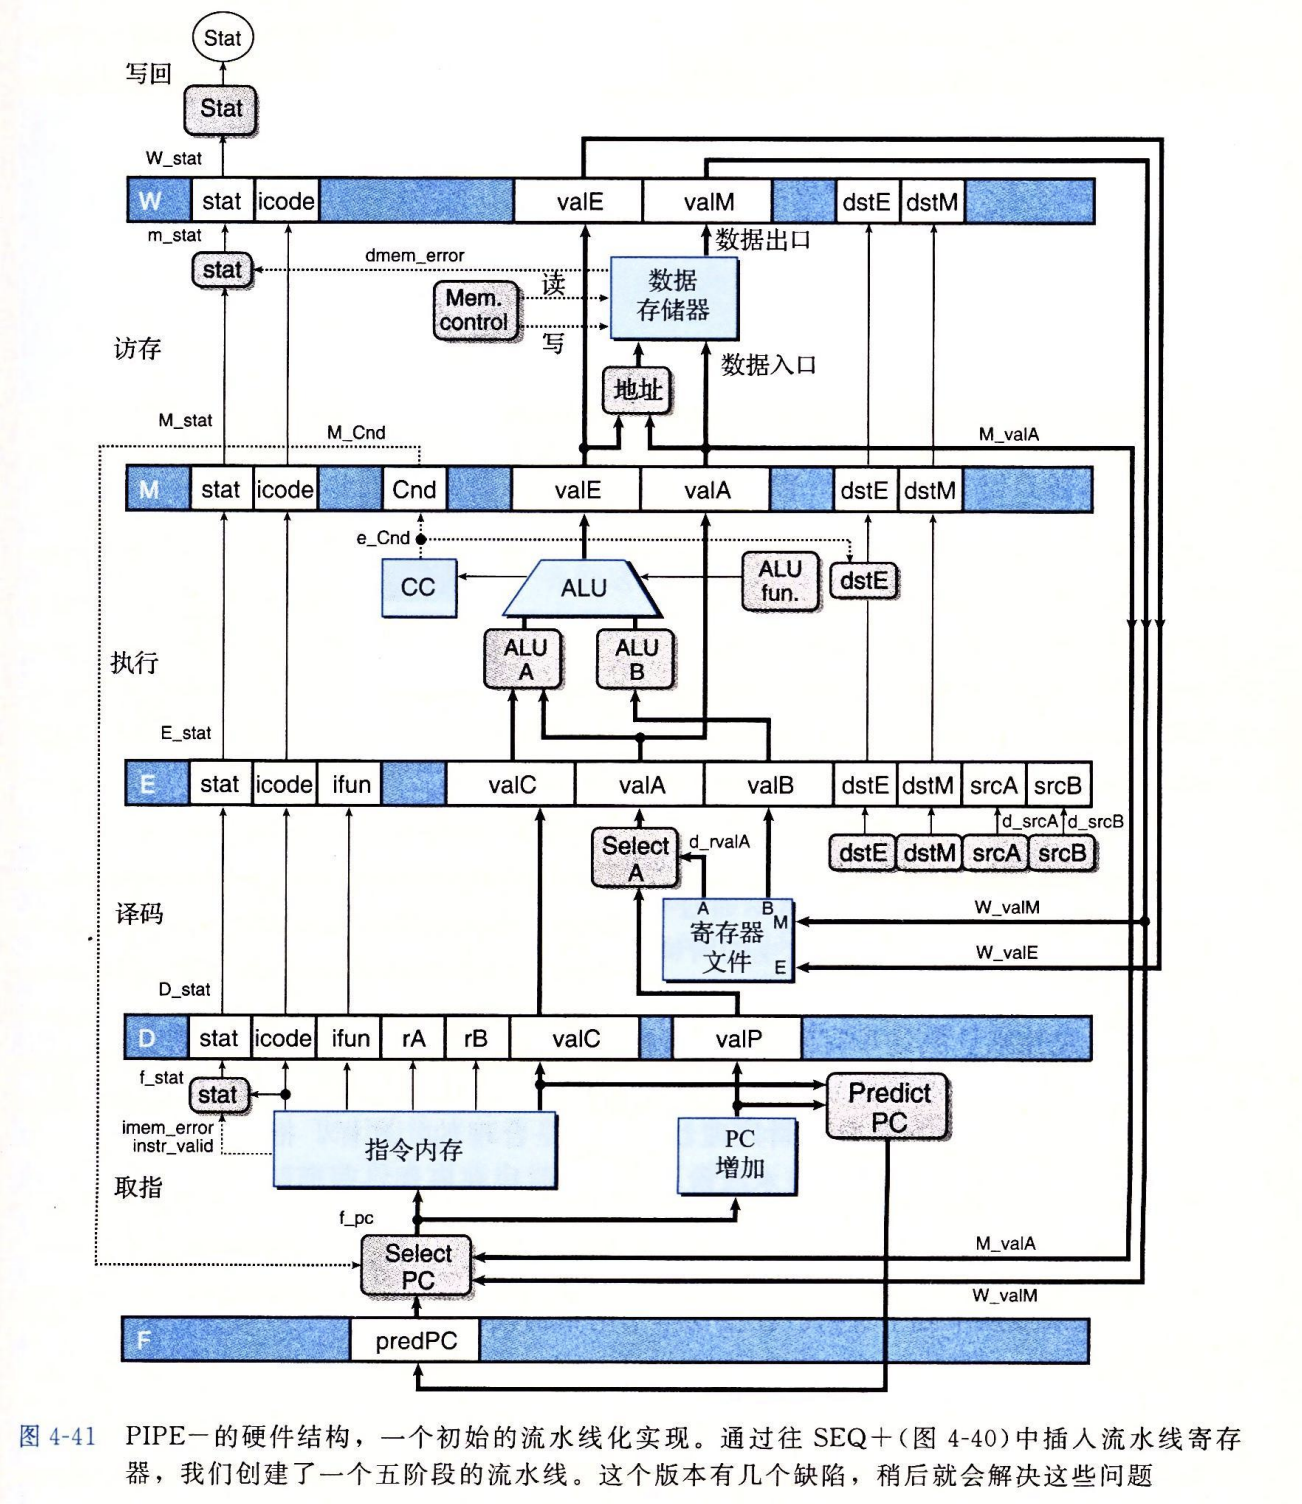 Stat
写回
Stat
W_stat
W stat icode valE valM dstE dstM
m_stat
数据出口
stat
dmem_error
数据
存储器
读
Mem.
control
写
访存
数据入口
地址
M_stat
M_Cnd
M_valA
M stat icode Cnd valE valA dstE dstM
e_Cnd
CC
ALU
ALU
fun.
dstE
ALU
A
ALU
B
执行
E_stat
E stat icode ifun valC valA valB dstE dstM srcA srcB
d_srcA d_srcB
Select
A
d_rvalA
dstE dstM srcA srcB
译码
A B
M
寄存器
文件
E
W_valM
W_valE
D_stat
D stat icode ifun rA rB valC valP
f_stat
stat
Predict
PC
imem_error
instr_valid
指令内存
PC
增加
取指
f_pc
Select
PC
M_valA
W_valM
F predPC
图 4-41 PIPE－的硬件结构，一个初始的流水线化实现。通过往 SEQ＋(图 4-40)中插入流水线寄存
器，我们创建了一个五阶段的流水线。这个版本有几个缺陷，稍后就会解决这些问题